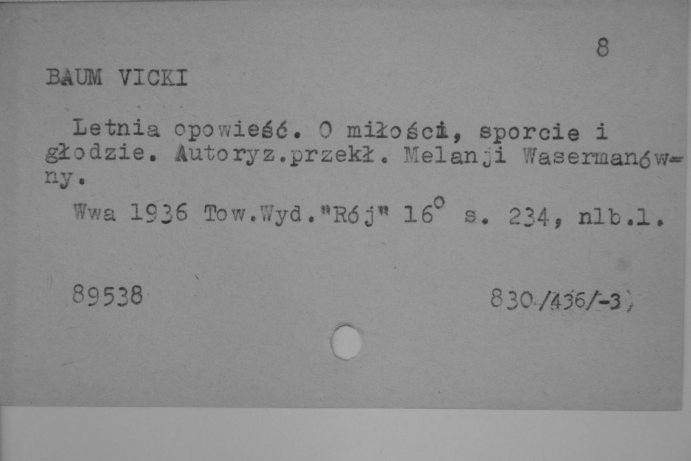 8
BAUM VICKI
Letnia opowieść. O miłości, sporcie i
głodzie. Autoryz.przekł. Melanji Wasermanów=
ny.
Wwa 1936 Tow.Wyd."Rój" 16° s. 234, nlb.1.
89538 830/436/-3)